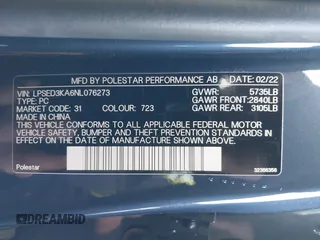 MFD. BY POLESTAR PERFORMANCE AB DATE: 02/22
VIN: LPSED3KA6NL076273 GVWR: 5735LB
TYPE: PC GAWR FRONT:2840LB
MARKET CODE: 31 COLOUR: 723 GAWR REAR: 3105LB
MADE IN CHINA
THIS VEHICLE CONFORMS TO ALL APPLICABLE FEDERAL MOTOR
VEHICLE SAFETY, BUMPER, AND THEFT PREVENTION STANDARDS IN
EFFECT ON THE DATE OF MANUFACTURE SHOWN ABOVE.
Polestar 32366356
DREAMBID